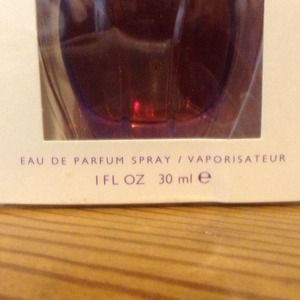 EAU DE PARFUM SPRAY / VAPORISATEUR
1 FL OZ 30 ml ℮